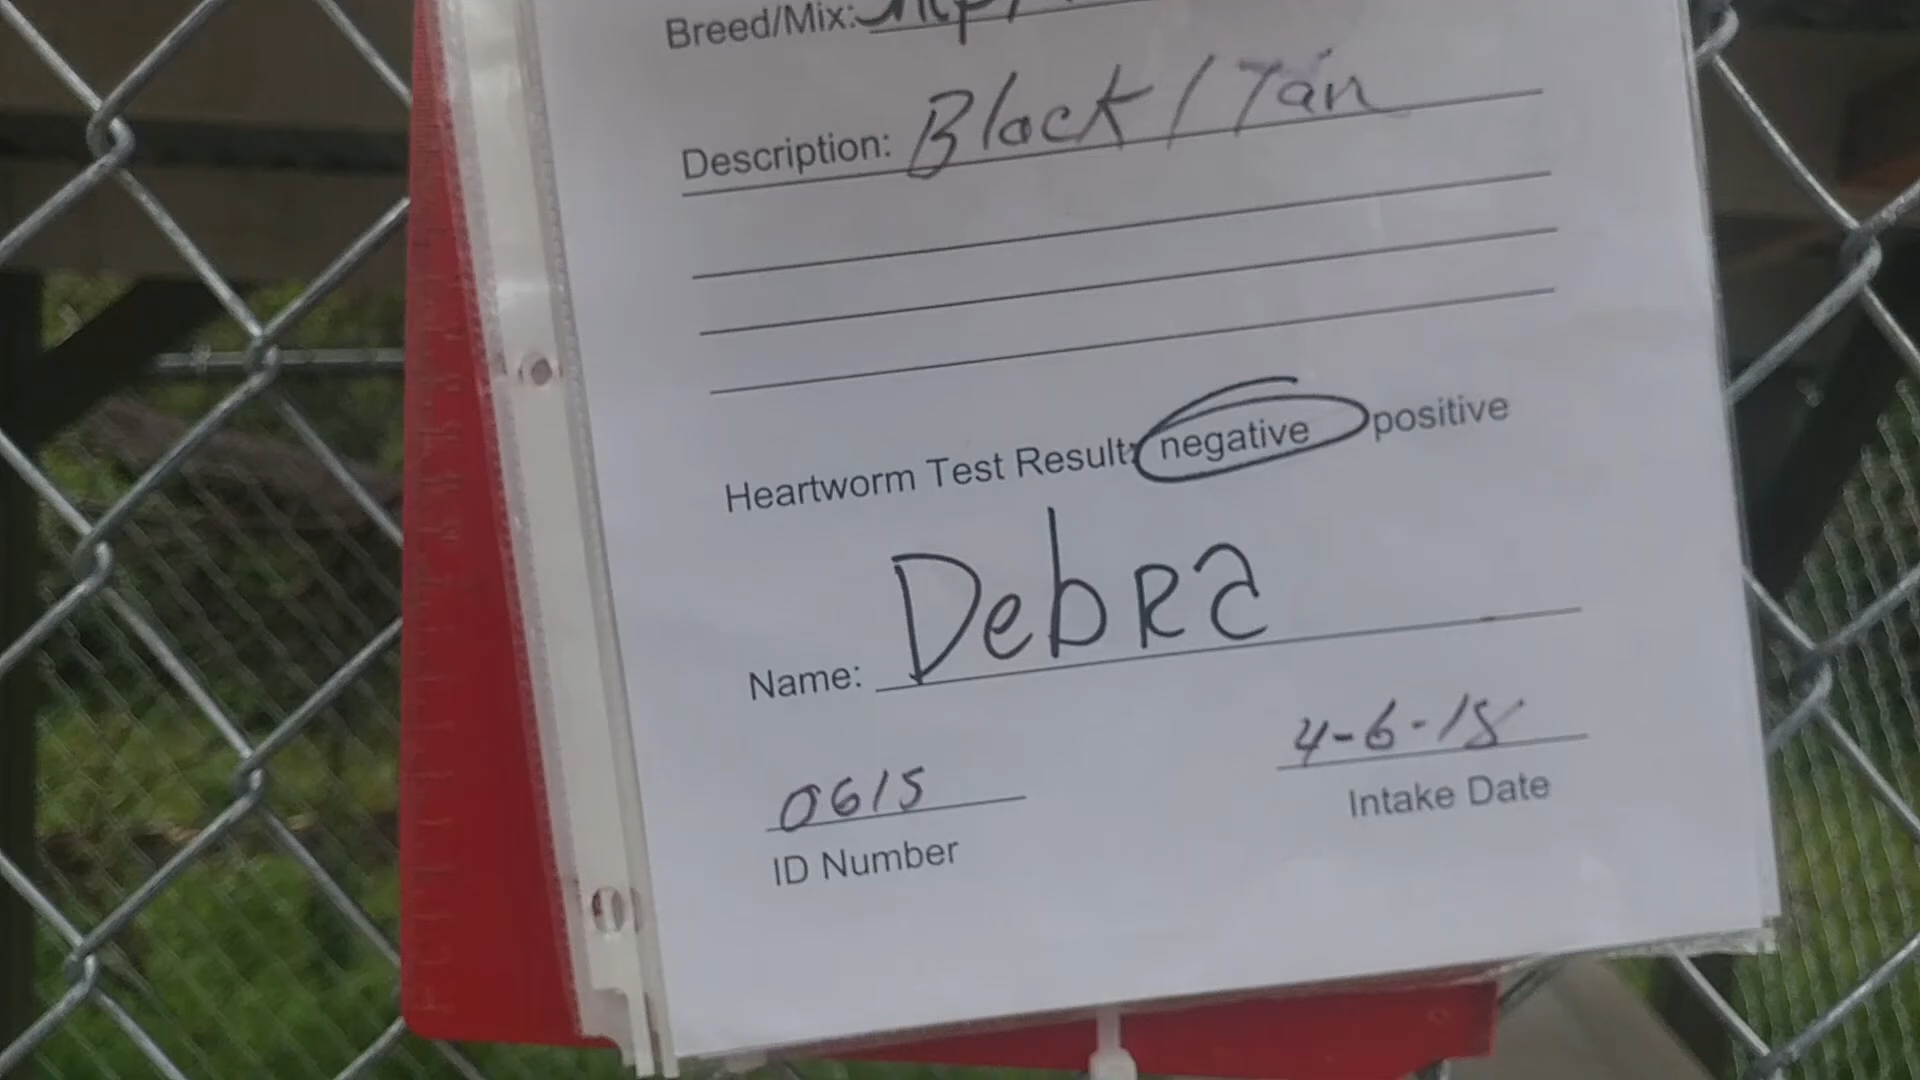 Breed/Mix:
Description: Black / Tan
Heartworm Test Result: negative positive
Name: DebRa
0615 4-6-18
ID Number Intake Date